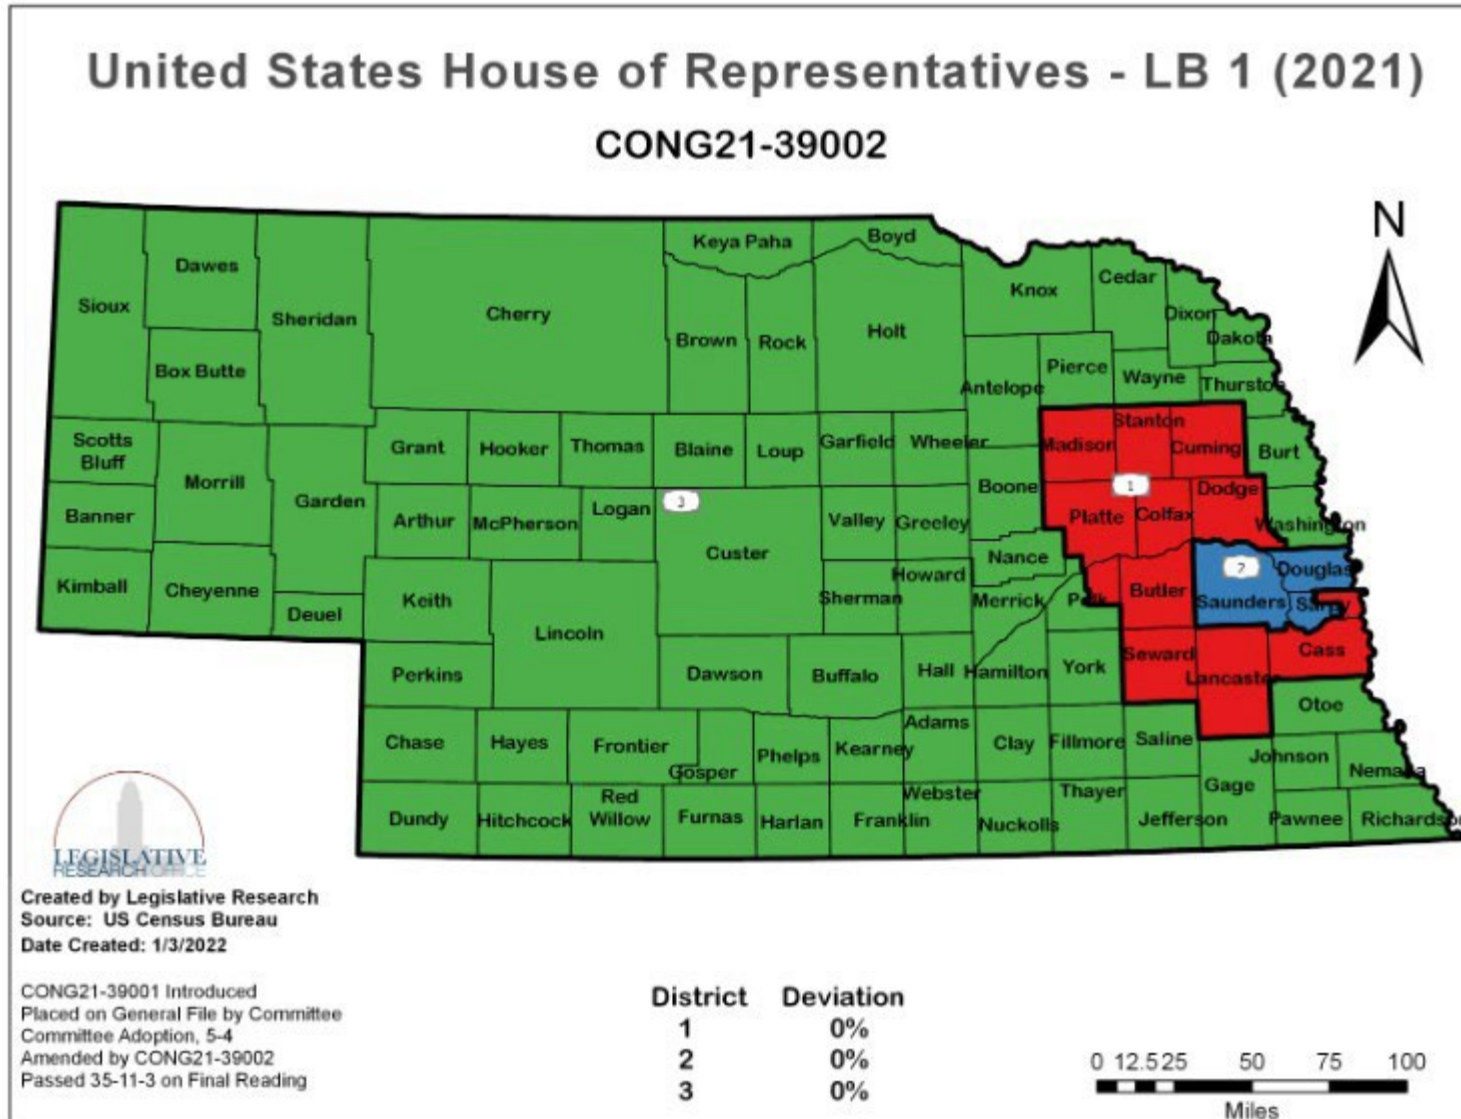 United States House of Representatives - LB 1 (2021)
CONG21-39002
N
Keya Paha
Boyd
Dawes
Sioux
Sheridan
Cherry
Knox
Cedar
Dixon
Dakota
Brown
Rock
Holt
Box Butte
Antelope
Pierce
Wayne
Thurston
Scotts
Bluff
Grant
Hooker
Thomas
Blaine
Loup
Garfield
Wheeler
Madison
Stanton
Cuming
Burt
Morrill
Garden
Boone
1
Dodge
Banner
Arthur
McPherson
Logan
3
Valley
Greeley
Platte
Colfax
Washington
Custer
Nance
Kimball
Cheyenne
Deuel
Keith
Sherman
Howard
Merrick
Polk
Butler
2
Douglas
Saunders
Sarpy
Lincoln
Perkins
Dawson
Buffalo
Hall
Hamilton
York
Seward
Lancaster
Cass
Otoe
Chase
Hayes
Frontier
Gosper
Phelps
Kearney
Adams
Clay
Fillmore
Saline
Johnson
Nemaha
Gage
Dundy
Hitchcock
Red
Willow
Furnas
Harlan
Franklin
Webster
Nuckolls
Thayer
Jefferson
Pawnee
Richardson
LEGISLATIVE
RESEARCH OFFICE
Created by Legislative Research
Source: US Census Bureau
Date Created: 1/3/2022
CONG21-39001 Introduced
Placed on General File by Committee
Committee Adoption, 5-4
Amended by CONG21-39002
Passed 35-11-3 on Final Reading
District Deviation
1 0%
2 0%
3 0%
0 12.5 25 50 75 100
Miles